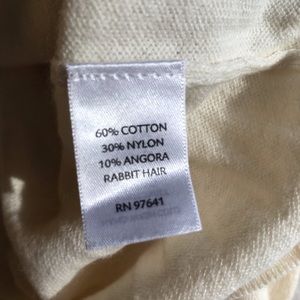 60% COTTON
30% NYLON
10% ANGORA
RABBIT HAIR
RN 97641